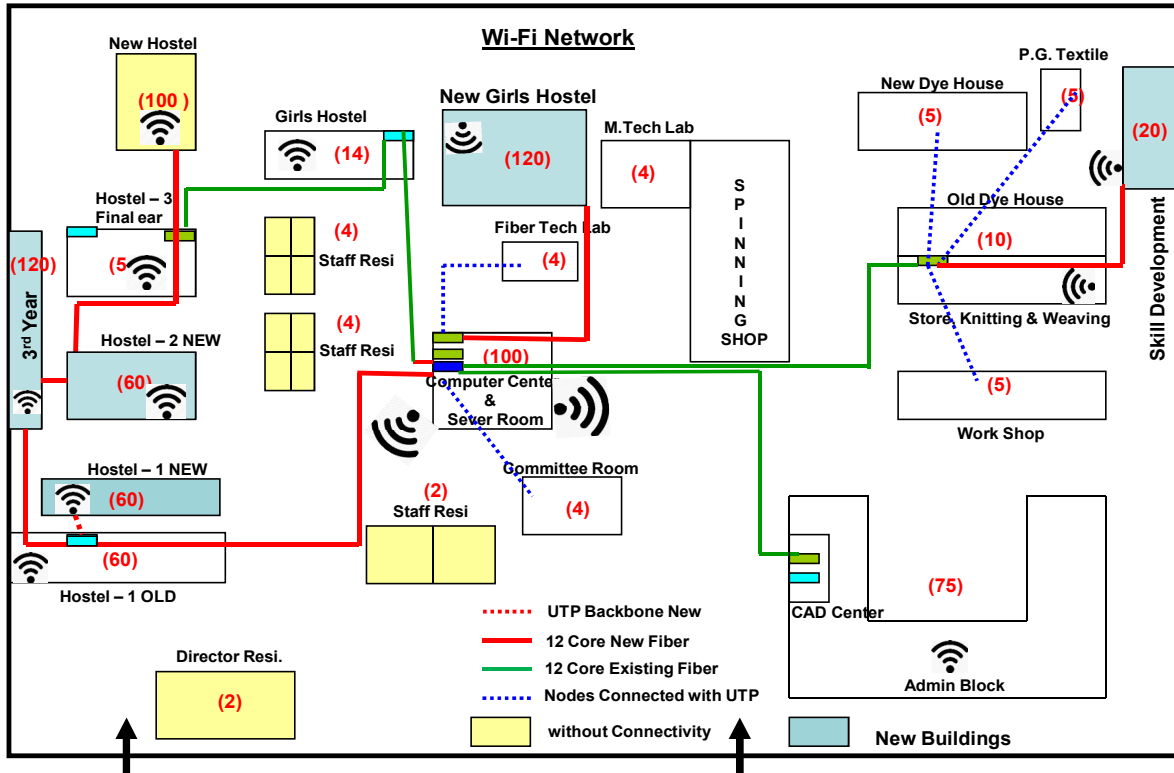 Wi-Fi Network
New Hostel
(100 )
Girls Hostel
(14)
New Girls Hostel
(120)
M.Tech Lab
(4)
S
P
I
N
N
I
N
G
SHOP
New Dye House
(5)
P.G. Textile
(5)
(20)
Skill Development
Hostel – 3
Final ear
(5
(120)
3rd Year
Hostel – 2 NEW
(60)
(4)
Staff Resi
(4)
Staff Resi
Fiber Tech Lab
(4)
(100)
Computer Cente
&
Sever Room
Old Dye House
(10)
Store, Knitting & Weaving
(5)
Work Shop
Hostel – 1 NEW
(60)
(60)
Hostel – 1 OLD
(2)
Staff Resi
Committee Room
(4)
CAD Center
(75)
Admin Block
Director Resi.
(2)
UTP Backbone New
12 Core New Fiber
12 Core Existing Fiber
Nodes Connected with UTP
without Connectivity
New Buildings